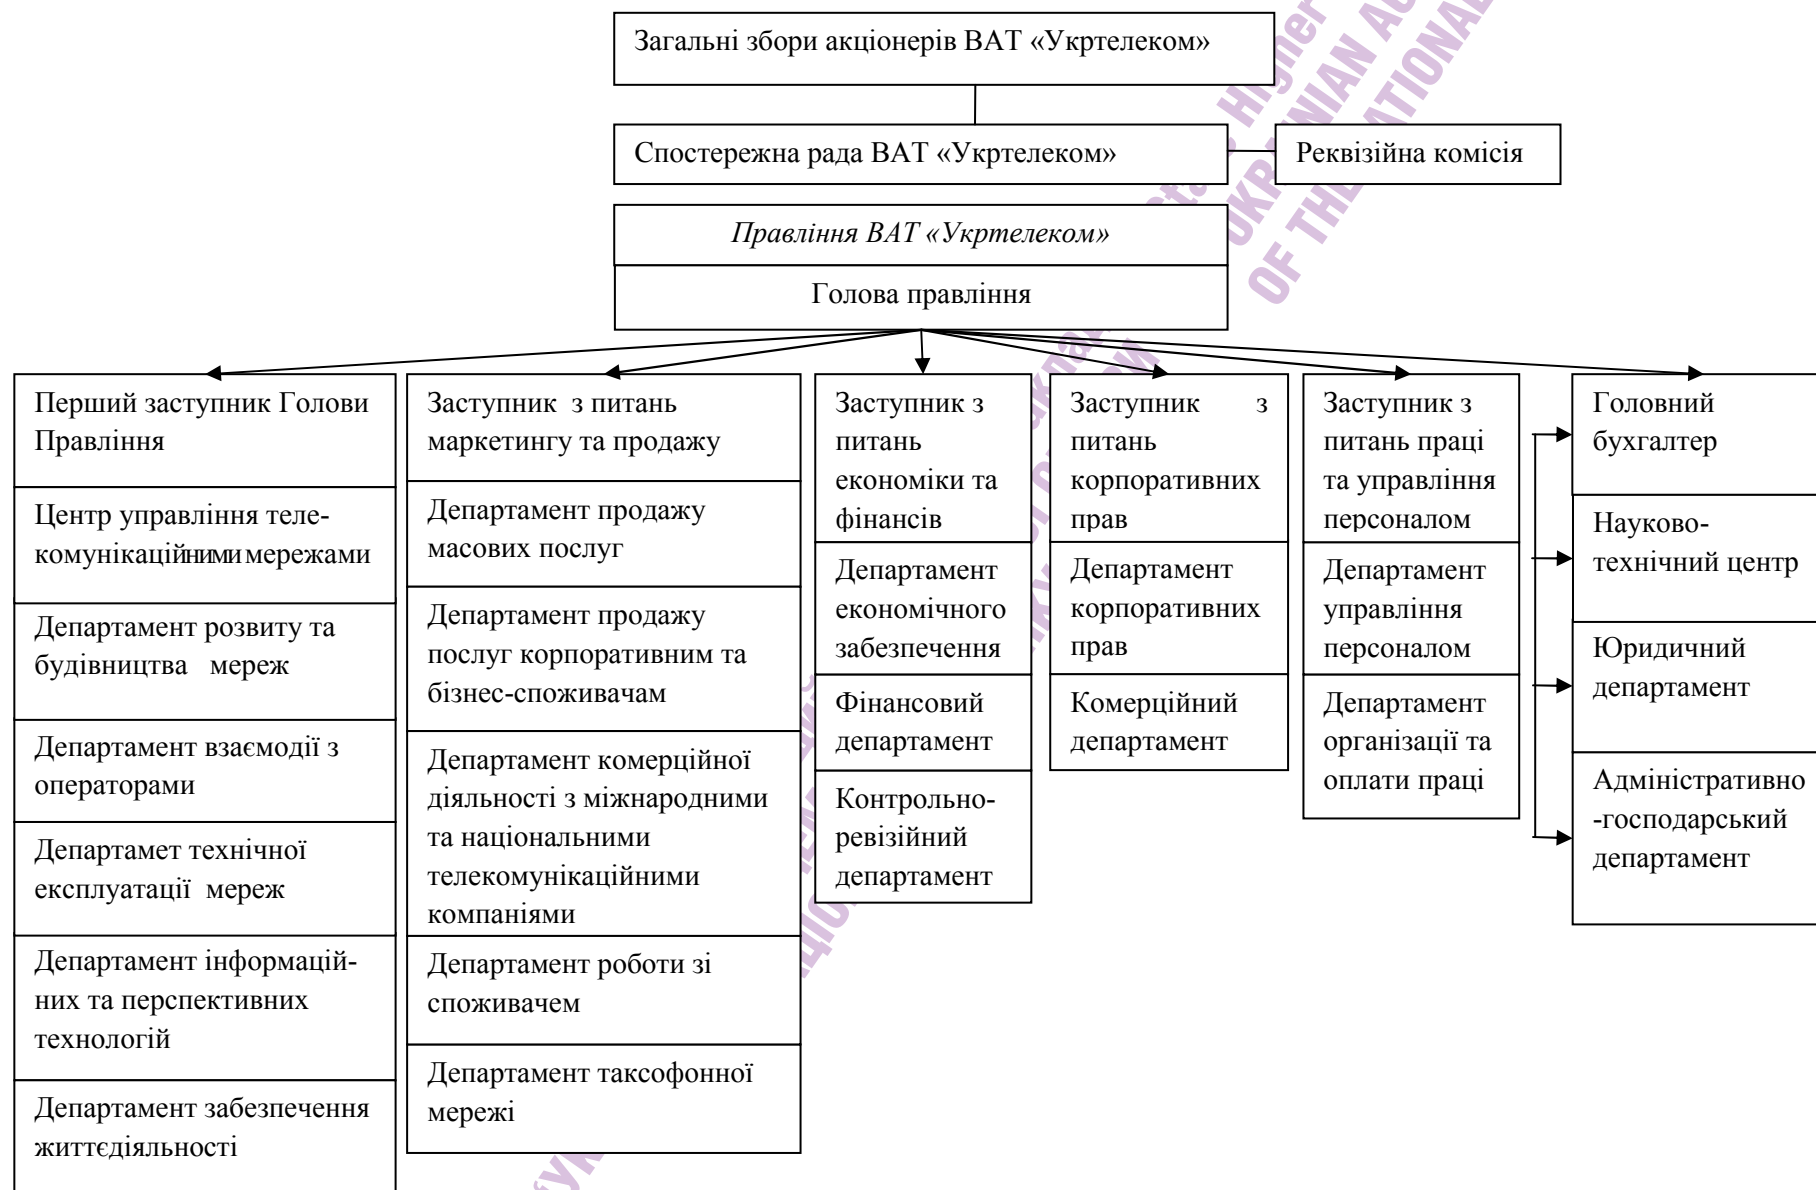 Загальні збори акціонерів ВАТ «Укртелеком»
Спостережна рада ВАТ «Укртелеком»
Реквізійна комісія
Правління ВАТ «Укртелеком»
Голова правління
Перший заступник Голови
Правління
Центр управління теле-
комунікаційними мережами
Департамент розвиту та
будівництва мереж
Департамент взаємодії з
операторами
Департамет технічної
експлуатації мереж
Департамент інформацій-
них та перспективних
технологій
Департамент забезпечення
життєдіяльності
Заступник з питань
маркетингу та продажу
Департамент продажу
масових послуг
Департамент продажу
послуг корпоративним та
бізнес-споживачам
Департамент комерційної
діяльності з міжнародними
та національними
телекомунікаційними
компаніями
Департамент роботи зі
споживачем
Департамент таксофонної
мережі
Заступник з
питань
економіки та
фінансів
Департамент
економічного
забезпечення
Фінансовий
департамент
Контрольно-
ревізійний
департамент
Заступник з
питань
корпоративних
прав
Департамент
корпоративних
прав
Комерційний
департамент
Заступник з
питань праці
та управління
персоналом
Департамент
управління
персоналом
Департамент
організації та
оплати праці
Головний
бухгалтер
Науково-
технічний центр
Юридичний
департамент
Адміністративно
-господарський
департамент
Higher
OF THE